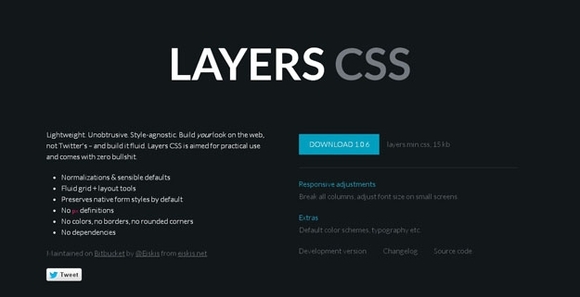 LAYERS CSS
Lightweight. Unobtrusive. Style-agnostic. Build your look on the web,
not Twitter's – and build it fluid. Layers CSS is aimed for practical use
and comes with zero bullshit.
• Normalizations & sensible defaults
• Fluid grid + layout tools
• Preserves native form styles by default
• No px definitions
• No colors, no borders, no rounded corners
• No dependencies
Maintained on Bitbucket by @Eiskis from eiskis.net
Tweet
DOWNLOAD 1.0.6 layers.min.css, 15 kb
Responsive adjustments
Break all columns, adjust font size on small screens
Extras
Default color schemes, typography etc.
Development version Changelog Source code